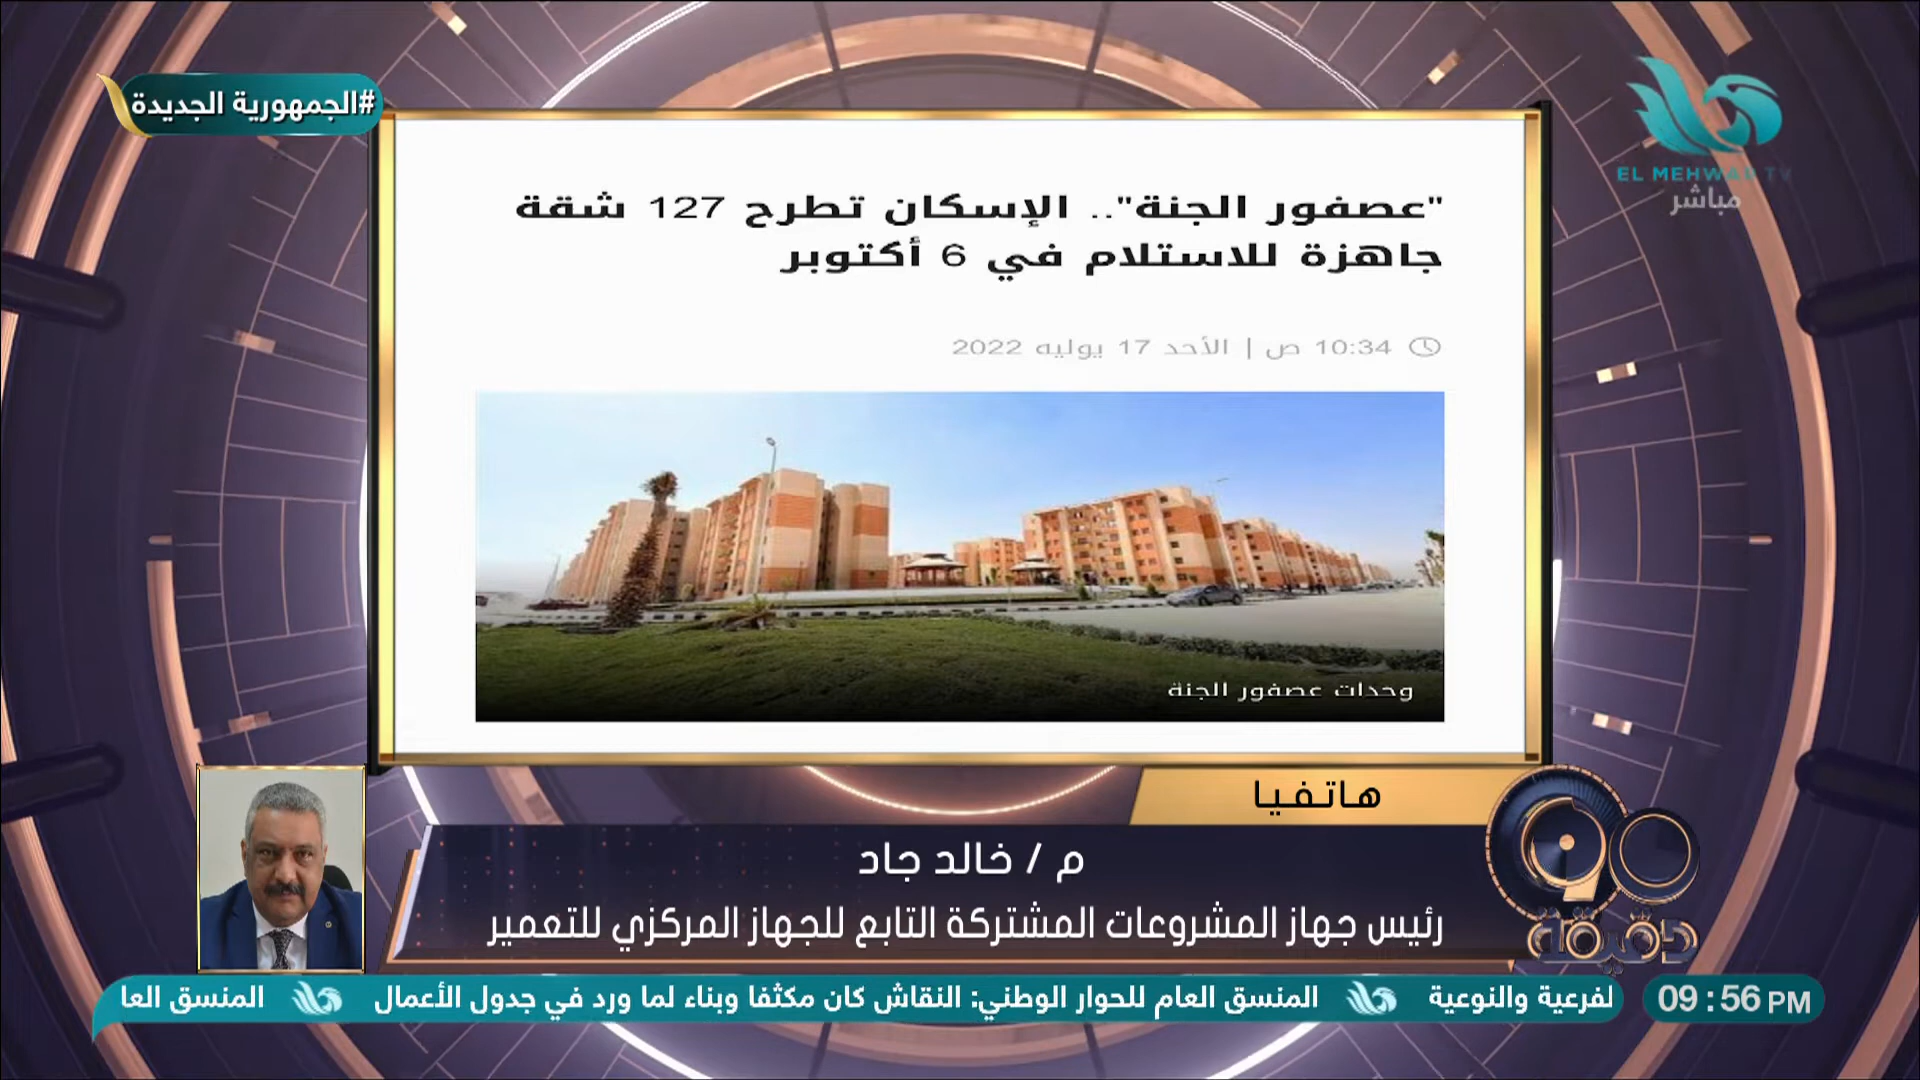 #الجمهورية الجديدة
EL MEHWAR TV
مباشر
"عصفور الجنة".. الإسكان تطرح 127 شقة
جاهزة للاستلام في 6 أكتوبر
10:34 ص | الأحد 17 يوليه 2022
وحدات عصفور الجنة
هاتفيا
م / خالد جاد
رئيس جهاز المشروعات المشتركة التابع للجهاز المركزي للتعمير
90
دقيقة
لفرعية والنوعية المنسق العام للحوار الوطني: النقاش كان مكثفا وبناء لما ورد في جدول الأعمال المنسق العا
09:56 PM